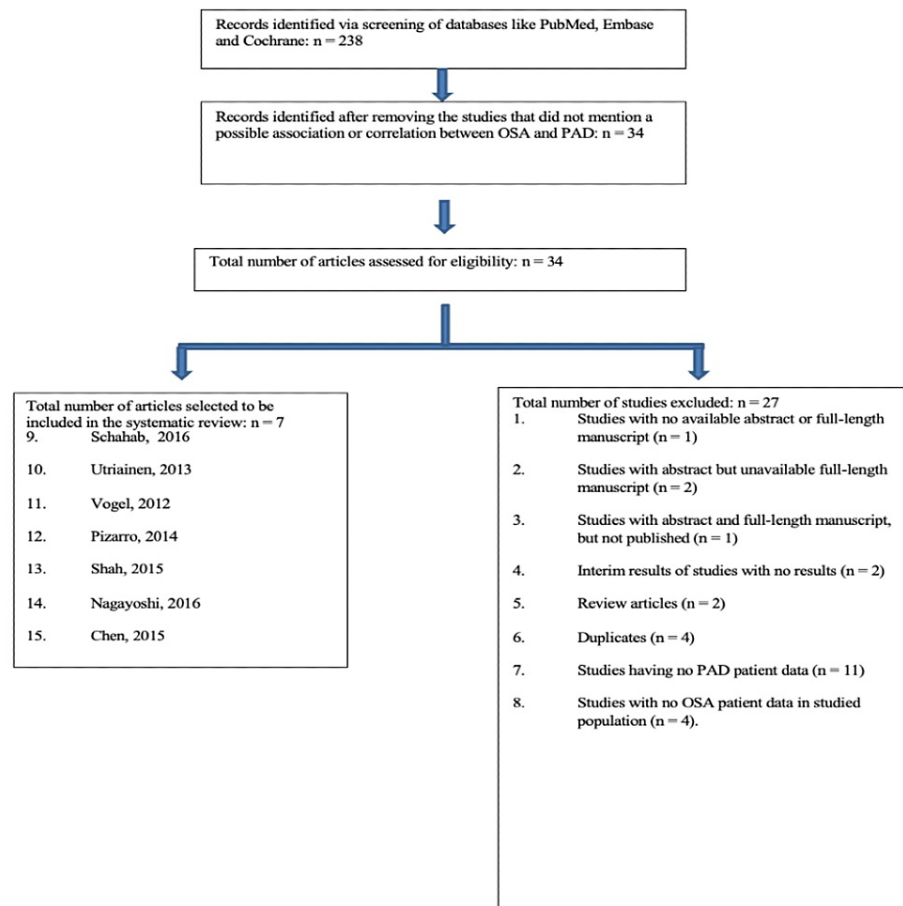 Records identified via screening of databases like PubMed, Embase
and Cochrane: n = 238
Records identified after removing the studies that did not mention a
possible association or correlation between OSA and PAD: n = 34
Total number of articles assessed for eligibility: n = 34
Total number of articles selected to be
included in the systematic review: n = 7
9. Schahab, 2016
10. Utriainen, 2013
11. Vogel, 2012
12. Pizarro, 2014
13. Shah, 2015
14. Nagayoshi, 2016
15. Chen, 2015
Total number of studies excluded: n = 27
1. Studies with no available abstract or full-length
manuscript (n = 1)
2. Studies with abstract but unavailable full-length
manuscript (n = 2)
3. Studies with abstract and full-length manuscript,
but not published (n = 1)
4. Interim results of studies with no results (n = 2)
5. Review articles (n = 2)
6. Duplicates (n = 4)
7. Studies having no PAD patient data (n = 11)
8. Studies with no OSA patient data in studied
population (n = 4).